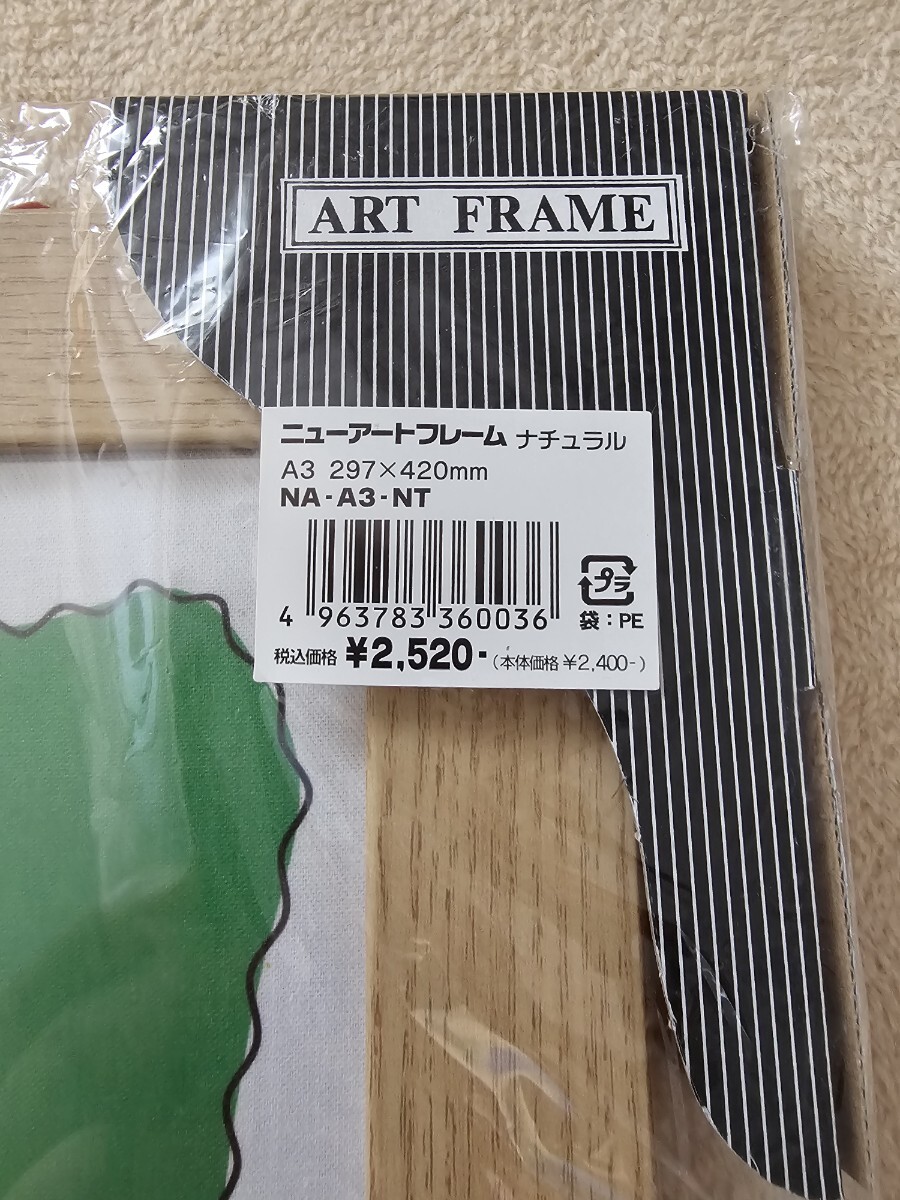 ART FRAME
ニューアートフレーム ナチュラル
A3 297×420mm
NA-A3-NT
4 963783 360036
プラ
袋：PE
税込価格 ¥2,520- (本体価格 ¥2,400-)